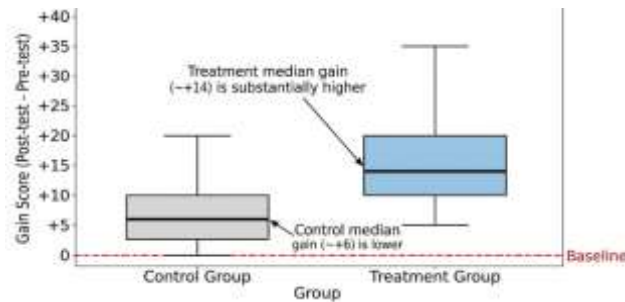 +40
+35
+30
+25
+20
+15
+10
+5
0
Gain Score (Post-test - Pre-test)
Treatment median gain
(~+14) is substantially higher
Control median
gain (~+6) is lower
Baseline
Control Group
Treatment Group
Group